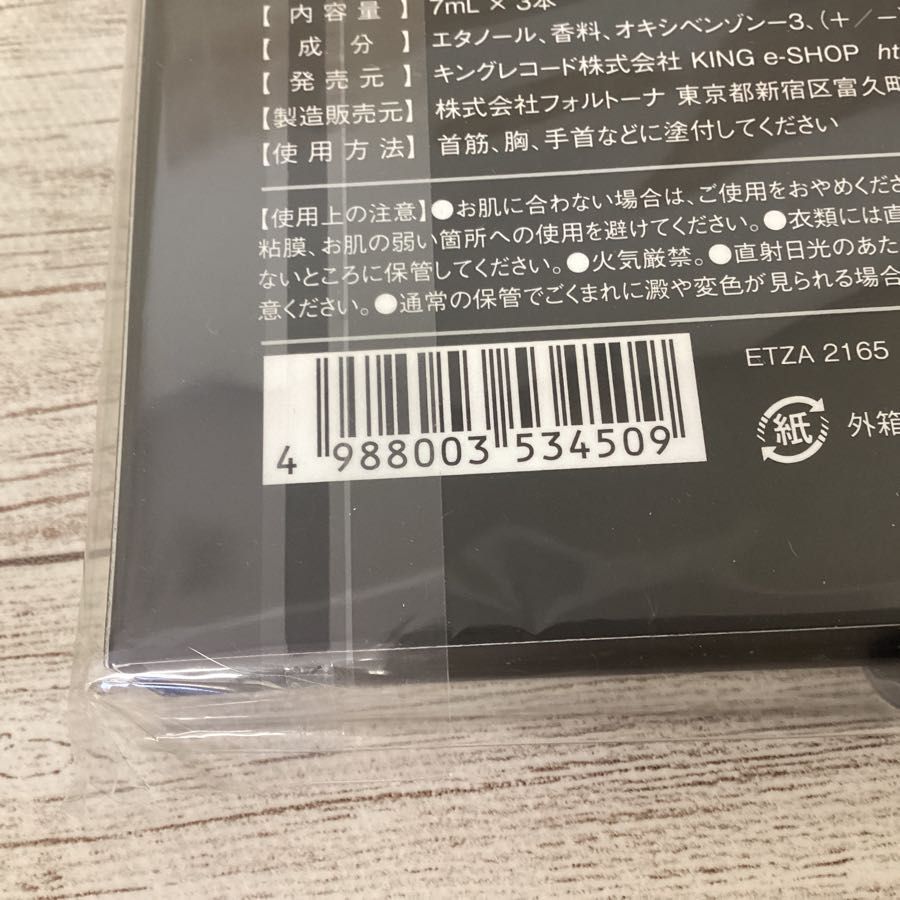 【内容量】 7mL × 3本
【成分】 エタノール、香料、オキシベンゾン−3、(+/−)
【発売元】 キングレコード株式会社 KING e-SHOP
【製造販売元】 株式会社フォルトーナ 東京都新宿区富久町
【使用方法】 首筋、胸、手首などに塗付してください
【使用上の注意】●お肌に合わない場合は、ご使用をおやめくださ
粘膜、お肌の弱い箇所への使用を避けてください。●衣類には直
ないところに保管してください。●火気厳禁。●直射日光のあた
意ください。●通常の保管でごくまれに澱や変色が見られる場合
ETZA 2165
紙 外箱
4 988003 534509